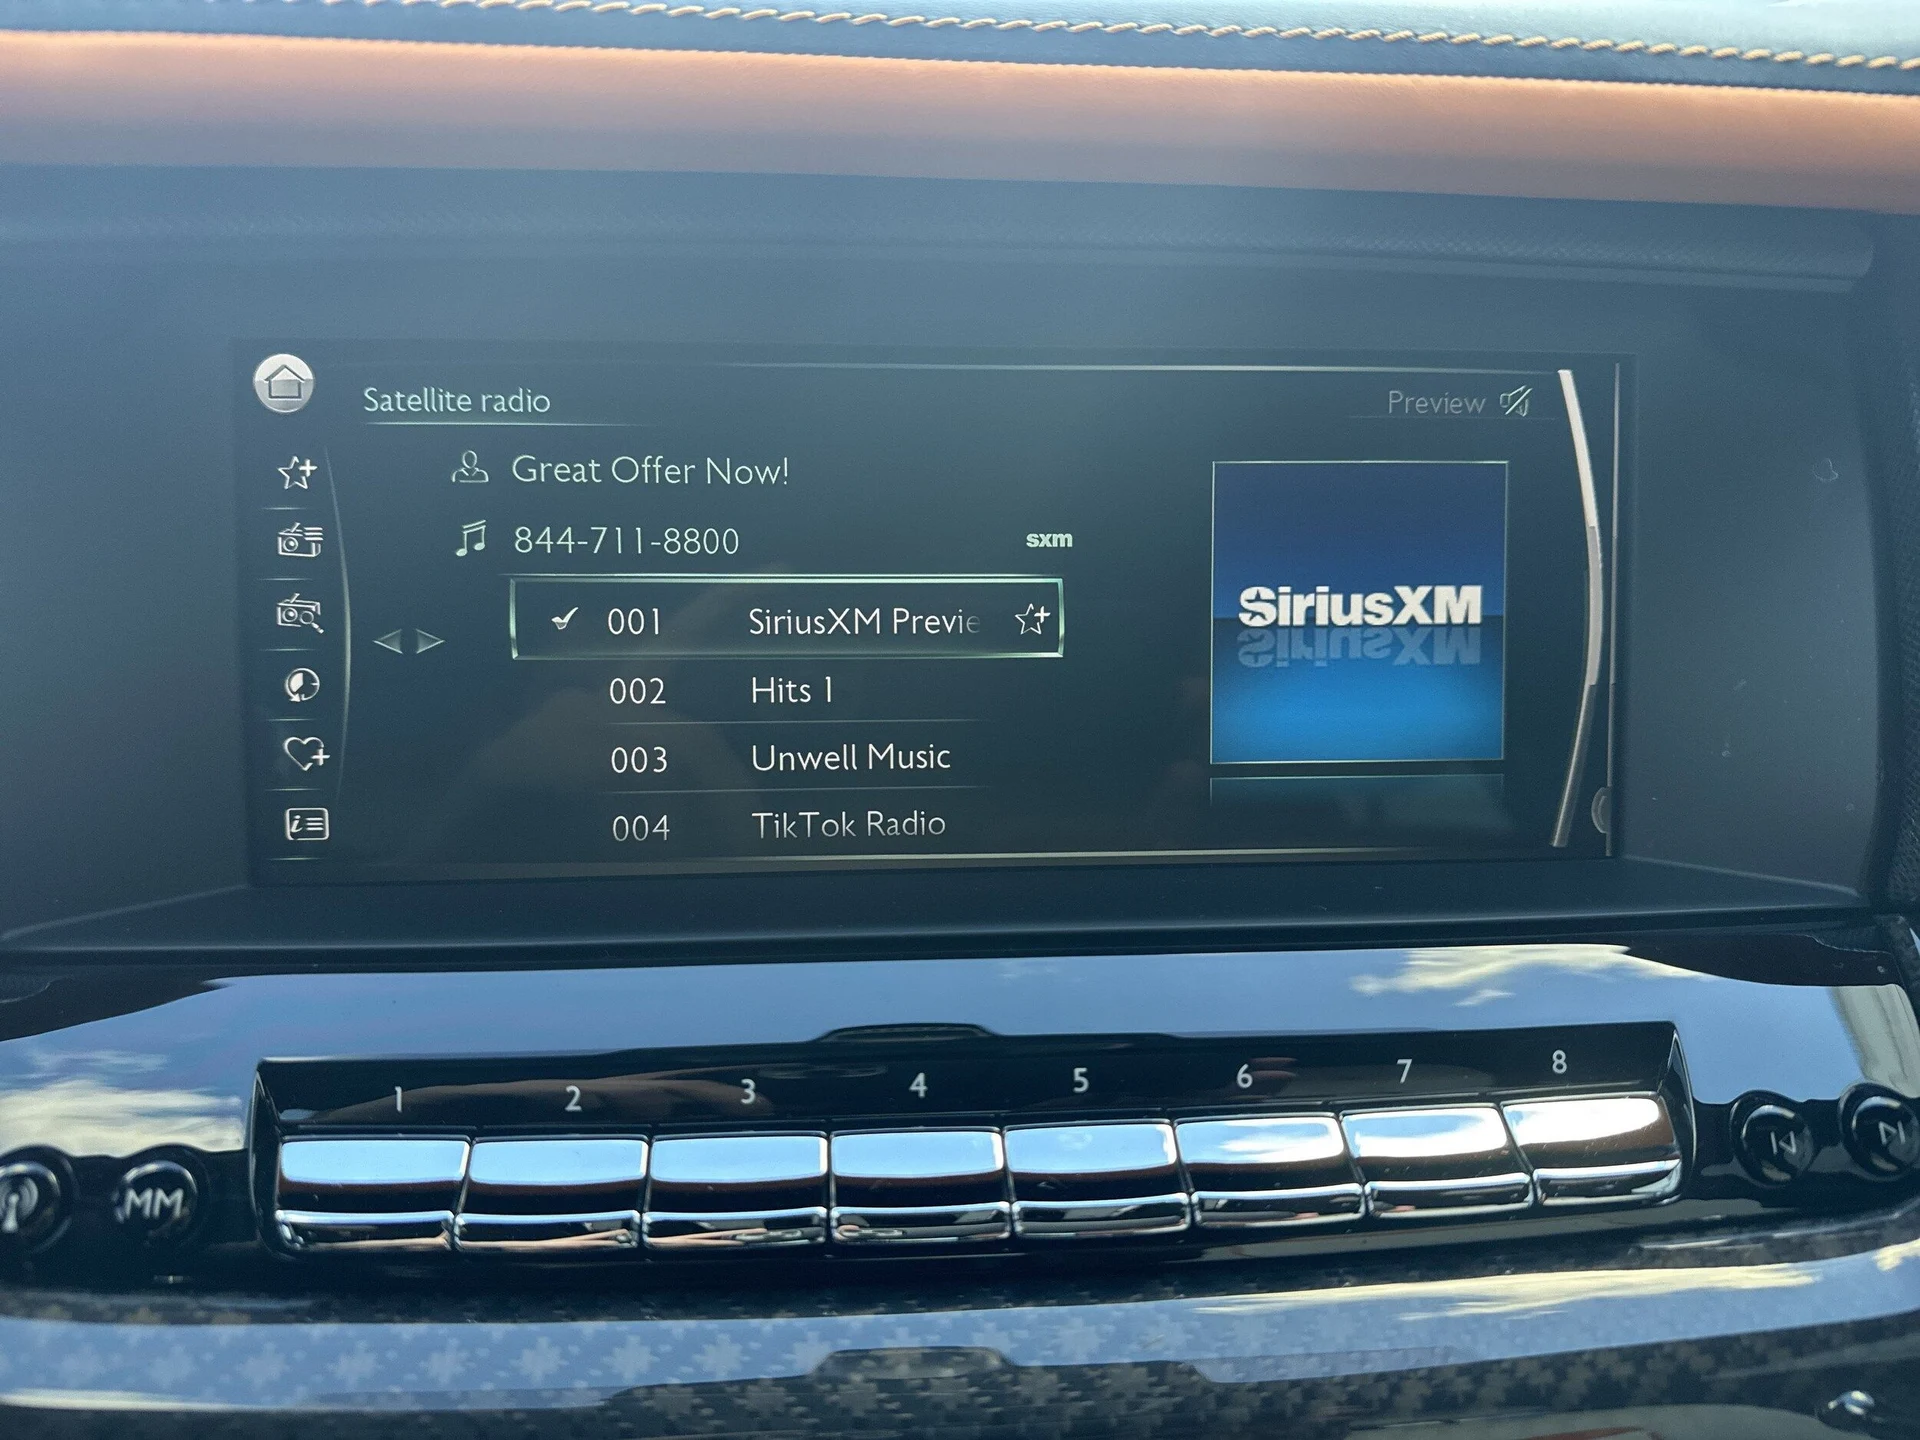 Satellite radio
Preview
Great Offer Now!
844-711-8800
sxm
001 SiriusXM Previe
002 Hits 1
003 Unwell Music
004 TikTok Radio
SiriusXM
1 2 3 4 5 6 7 8
MM